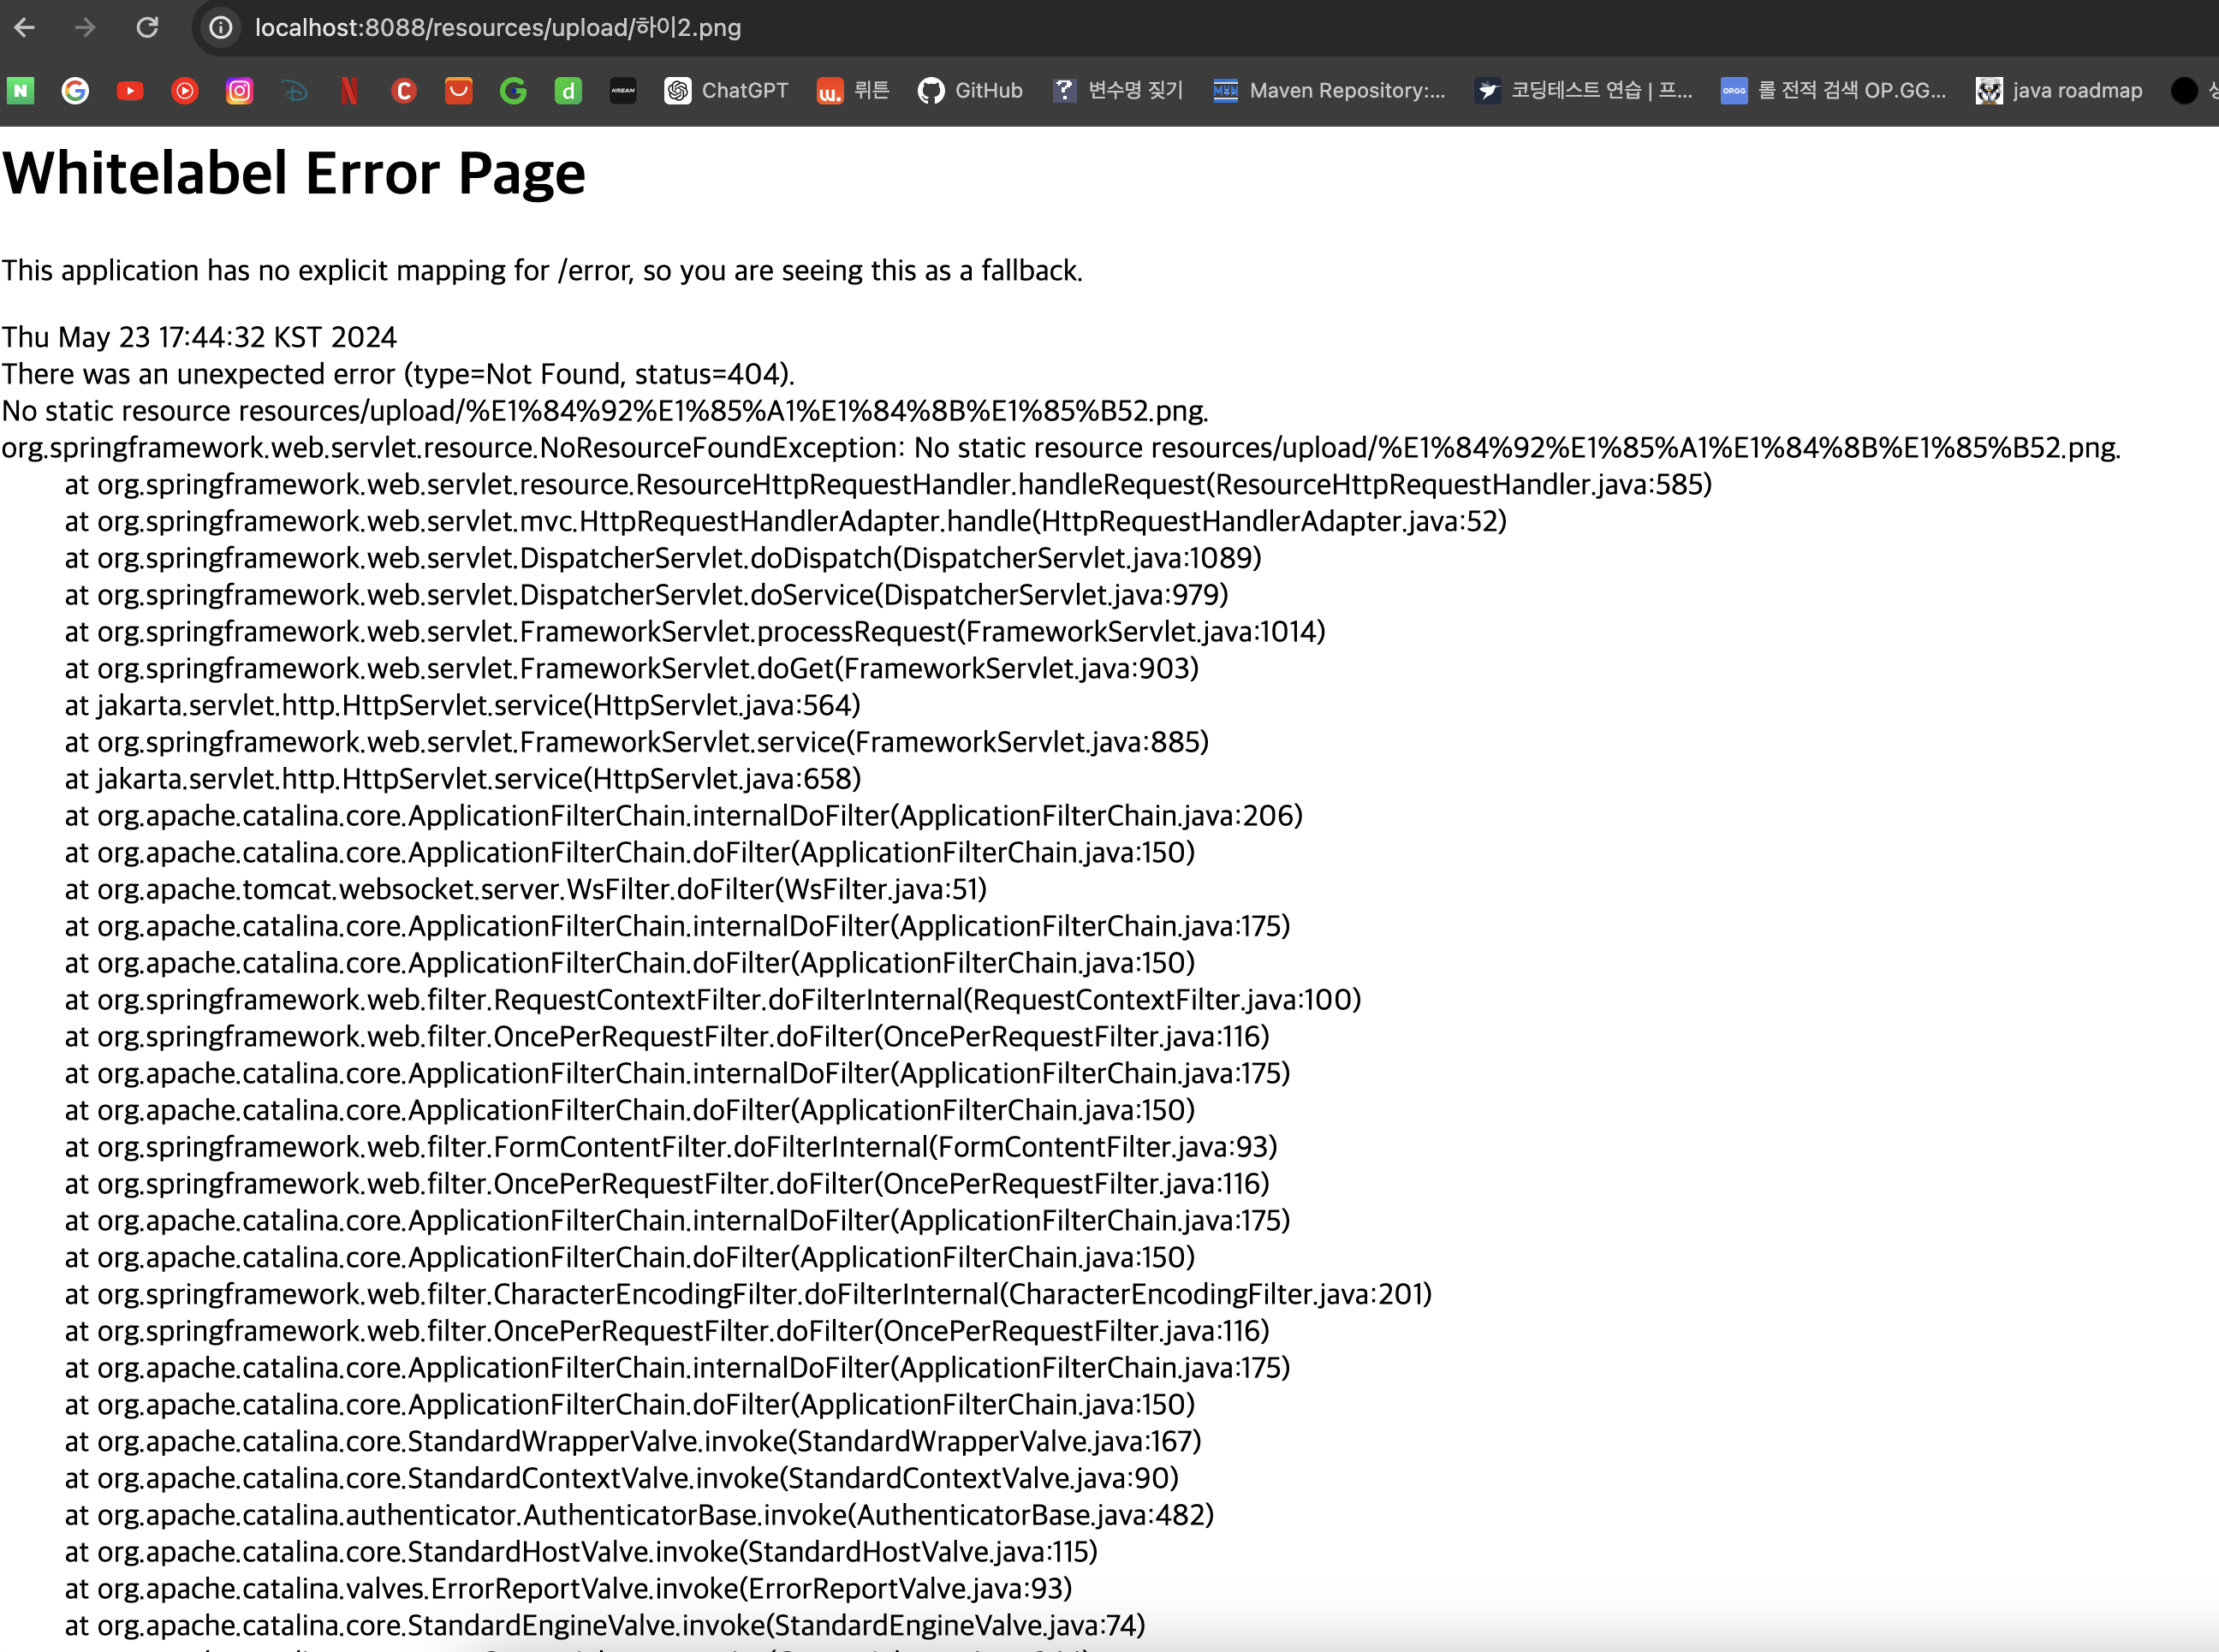 localhost:8088/resources/upload/하이2.png
ChatGPT 뤼튼 GitHub 변수명 짖기 Maven Repository:... 코딩테스트 연습 | 프... 롤 전적 검색 OP.GG... java roadmap
Whitelabel Error Page
This application has no explicit mapping for /error, so you are seeing this as a fallback.
Thu May 23 17:44:32 KST 2024
There was an unexpected error (type=Not Found, status=404).
No static resource resources/upload/%E1%84%92%E1%85%A1%E1%84%8B%E1%85%B52.png.
org.springframework.web.servlet.resource.NoResourceFoundException: No static resource resources/upload/%E1%84%92%E1%85%A1%E1%84%8B%E1%85%B52.png.
at org.springframework.web.servlet.resource.ResourceHttpRequestHandler.handleRequest(ResourceHttpRequestHandler.java:585)
at org.springframework.web.servlet.mvc.HttpRequestHandlerAdapter.handle(HttpRequestHandlerAdapter.java:52)
at org.springframework.web.servlet.DispatcherServlet.doDispatch(DispatcherServlet.java:1089)
at org.springframework.web.servlet.DispatcherServlet.doService(DispatcherServlet.java:979)
at org.springframework.web.servlet.FrameworkServlet.processRequest(FrameworkServlet.java:1014)
at org.springframework.web.servlet.FrameworkServlet.doGet(FrameworkServlet.java:903)
at jakarta.servlet.http.HttpServlet.service(HttpServlet.java:564)
at org.springframework.web.servlet.FrameworkServlet.service(FrameworkServlet.java:885)
at jakarta.servlet.http.HttpServlet.service(HttpServlet.java:658)
at org.apache.catalina.core.ApplicationFilterChain.internalDoFilter(ApplicationFilterChain.java:206)
at org.apache.catalina.core.ApplicationFilterChain.doFilter(ApplicationFilterChain.java:150)
at org.apache.tomcat.websocket.server.WsFilter.doFilter(WsFilter.java:51)
at org.apache.catalina.core.ApplicationFilterChain.internalDoFilter(ApplicationFilterChain.java:175)
at org.apache.catalina.core.ApplicationFilterChain.doFilter(ApplicationFilterChain.java:150)
at org.springframework.web.filter.RequestContextFilter.doFilterInternal(RequestContextFilter.java:100)
at org.springframework.web.filter.OncePerRequestFilter.doFilter(OncePerRequestFilter.java:116)
at org.apache.catalina.core.ApplicationFilterChain.internalDoFilter(ApplicationFilterChain.java:175)
at org.apache.catalina.core.ApplicationFilterChain.doFilter(ApplicationFilterChain.java:150)
at org.springframework.web.filter.FormContentFilter.doFilterInternal(FormContentFilter.java:93)
at org.springframework.web.filter.OncePerRequestFilter.doFilter(OncePerRequestFilter.java:116)
at org.apache.catalina.core.ApplicationFilterChain.internalDoFilter(ApplicationFilterChain.java:175)
at org.apache.catalina.core.ApplicationFilterChain.doFilter(ApplicationFilterChain.java:150)
at org.springframework.web.filter.CharacterEncodingFilter.doFilterInternal(CharacterEncodingFilter.java:201)
at org.springframework.web.filter.OncePerRequestFilter.doFilter(OncePerRequestFilter.java:116)
at org.apache.catalina.core.ApplicationFilterChain.internalDoFilter(ApplicationFilterChain.java:175)
at org.apache.catalina.core.ApplicationFilterChain.doFilter(ApplicationFilterChain.java:150)
at org.apache.catalina.core.StandardWrapperValve.invoke(StandardWrapperValve.java:167)
at org.apache.catalina.core.StandardContextValve.invoke(StandardContextValve.java:90)
at org.apache.catalina.authenticator.AuthenticatorBase.invoke(AuthenticatorBase.java:482)
at org.apache.catalina.core.StandardHostValve.invoke(StandardHostValve.java:115)
at org.apache.catalina.valves.ErrorReportValve.invoke(ErrorReportValve.java:93)
at org.apache.catalina.core.StandardEngineValve.invoke(StandardEngineValve.java:74)